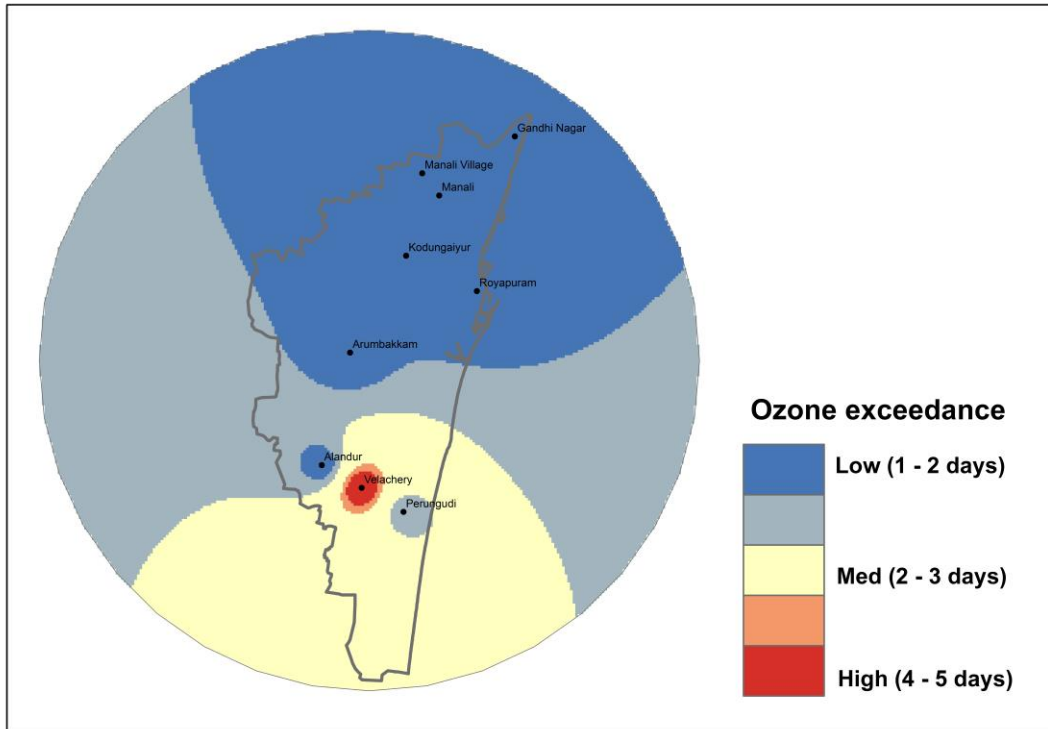 Gandhi Nagar
Manali Village
Manali
Kodungaiyur
Royapuram
Arumbakkam
Alandur
Velachery
Perungudi
Ozone exceedance
Low (1 - 2 days)
Med (2 - 3 days)
High (4 - 5 days)